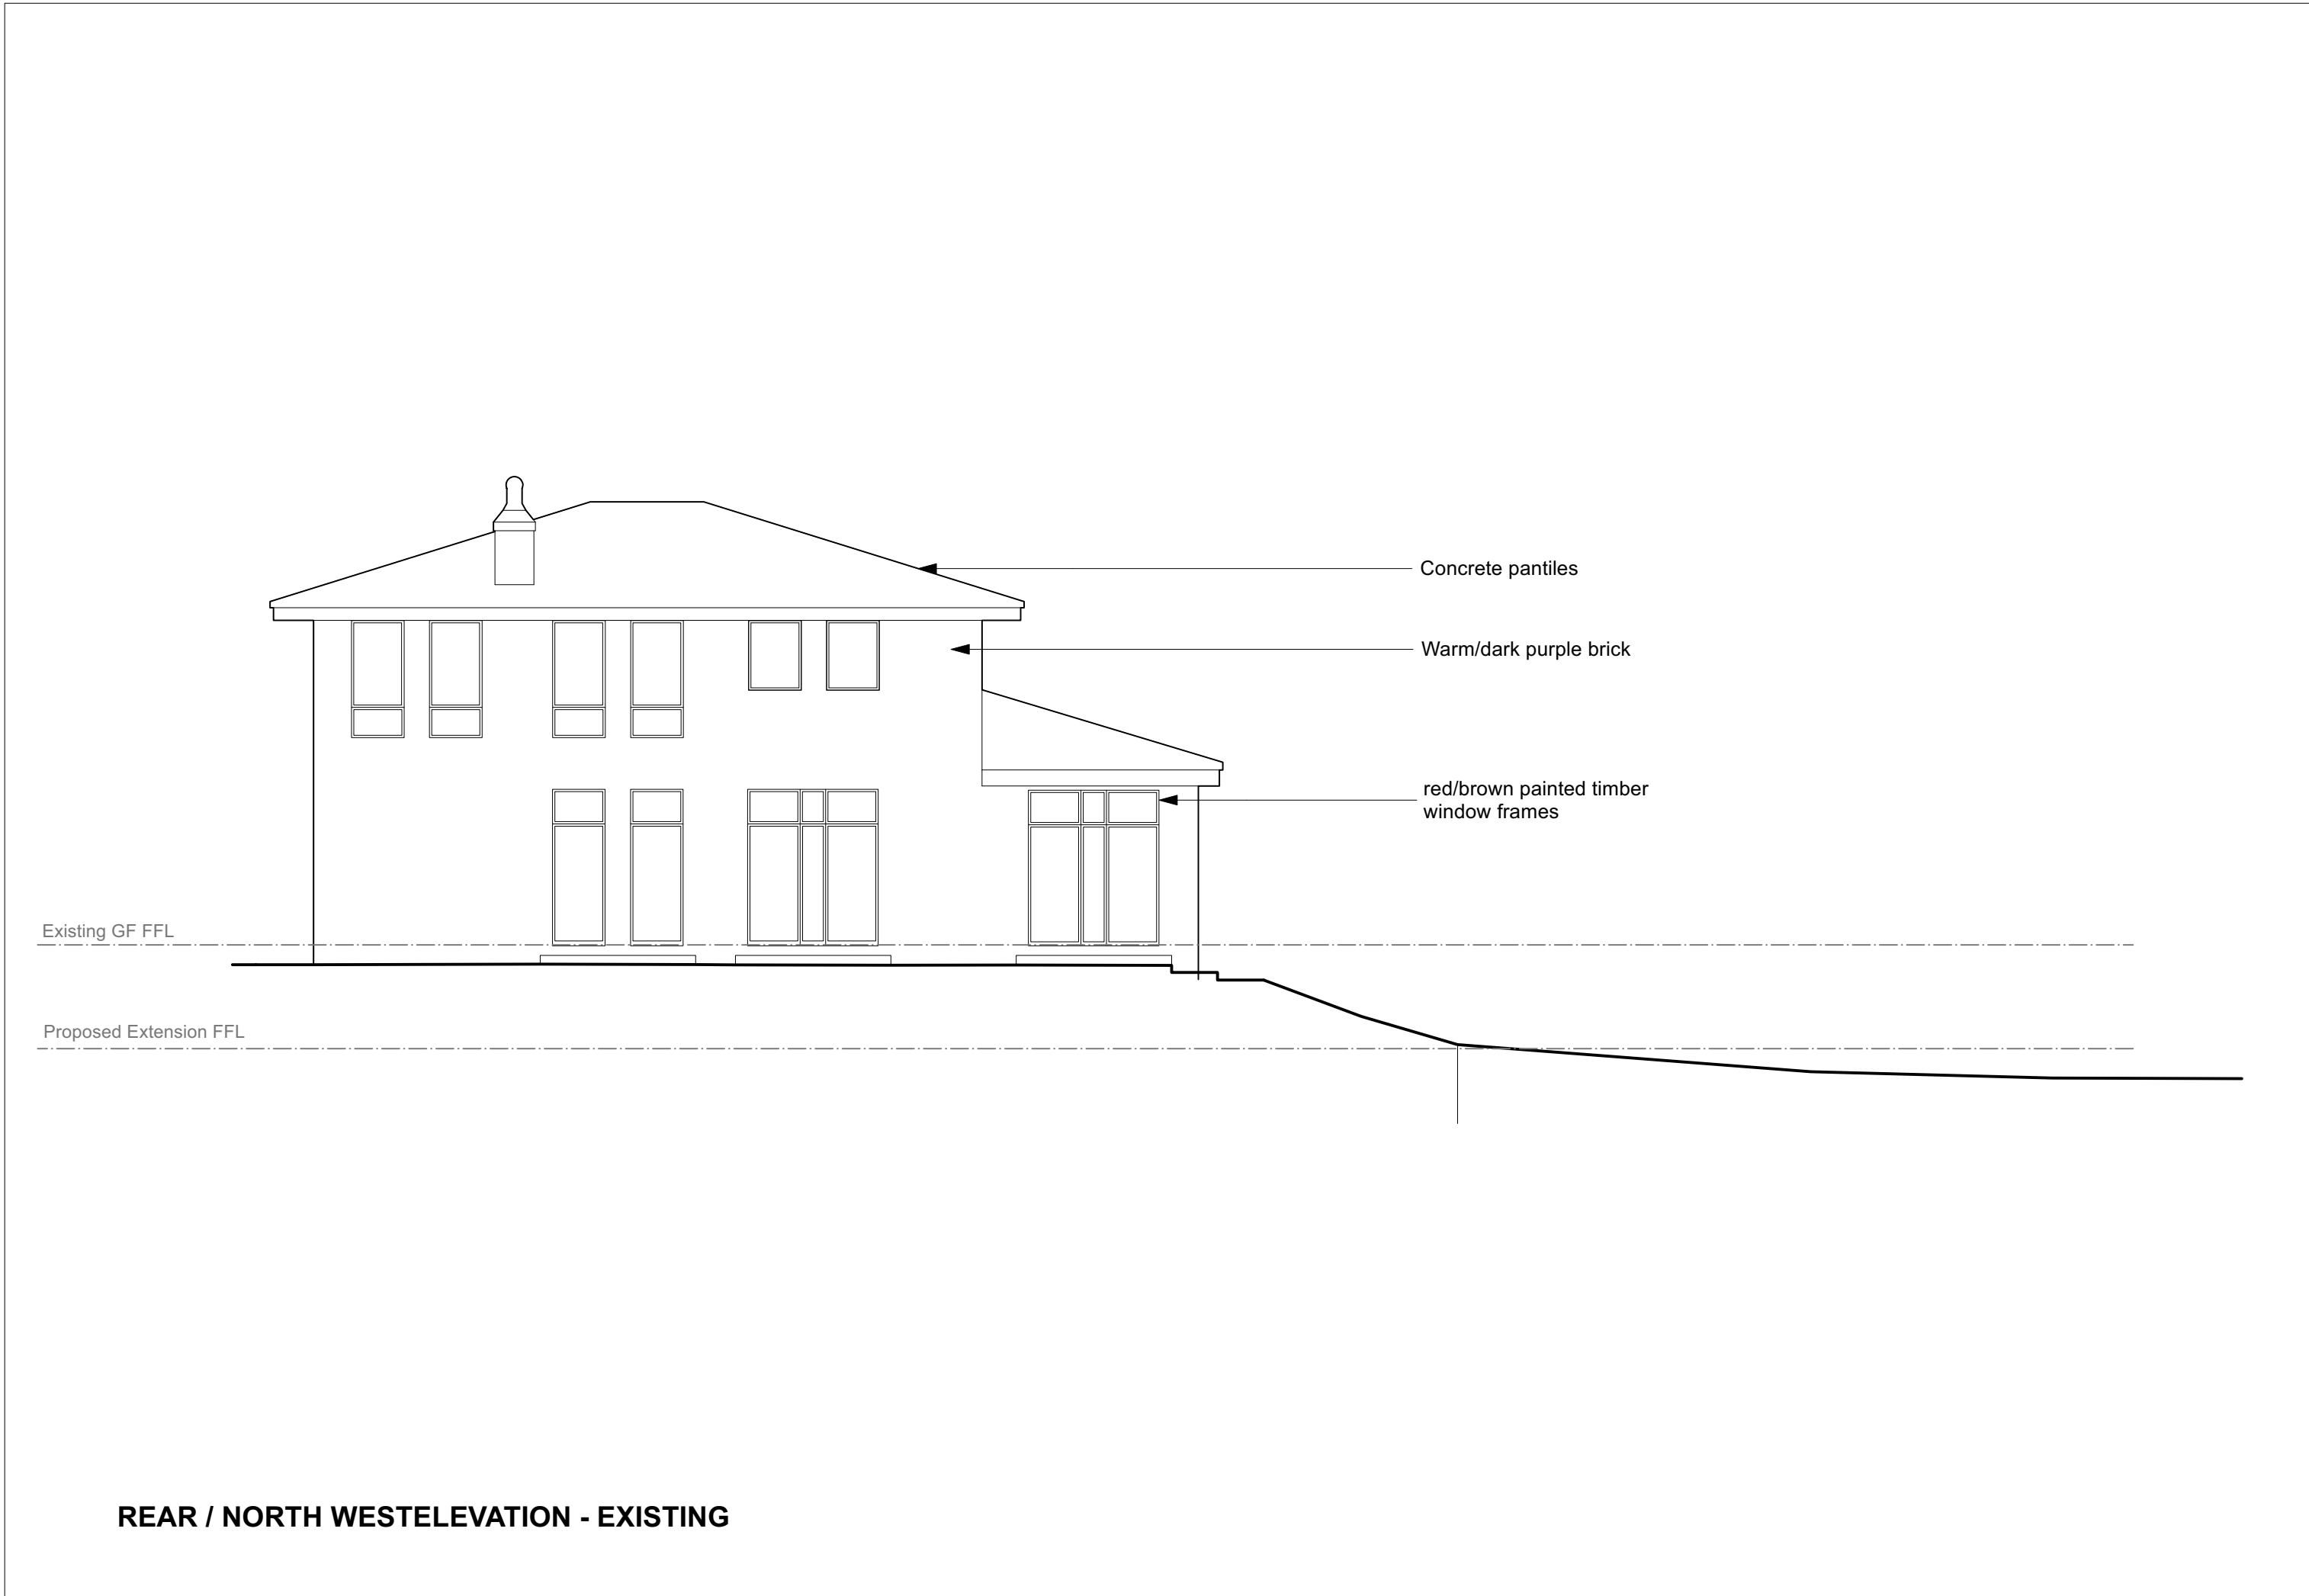 Concrete pantiles
Warm/dark purple brick
red/brown painted timber
window frames
Existing GF FFL
Proposed Extension FFL
REAR / NORTH WESTELEVATION - EXISTING